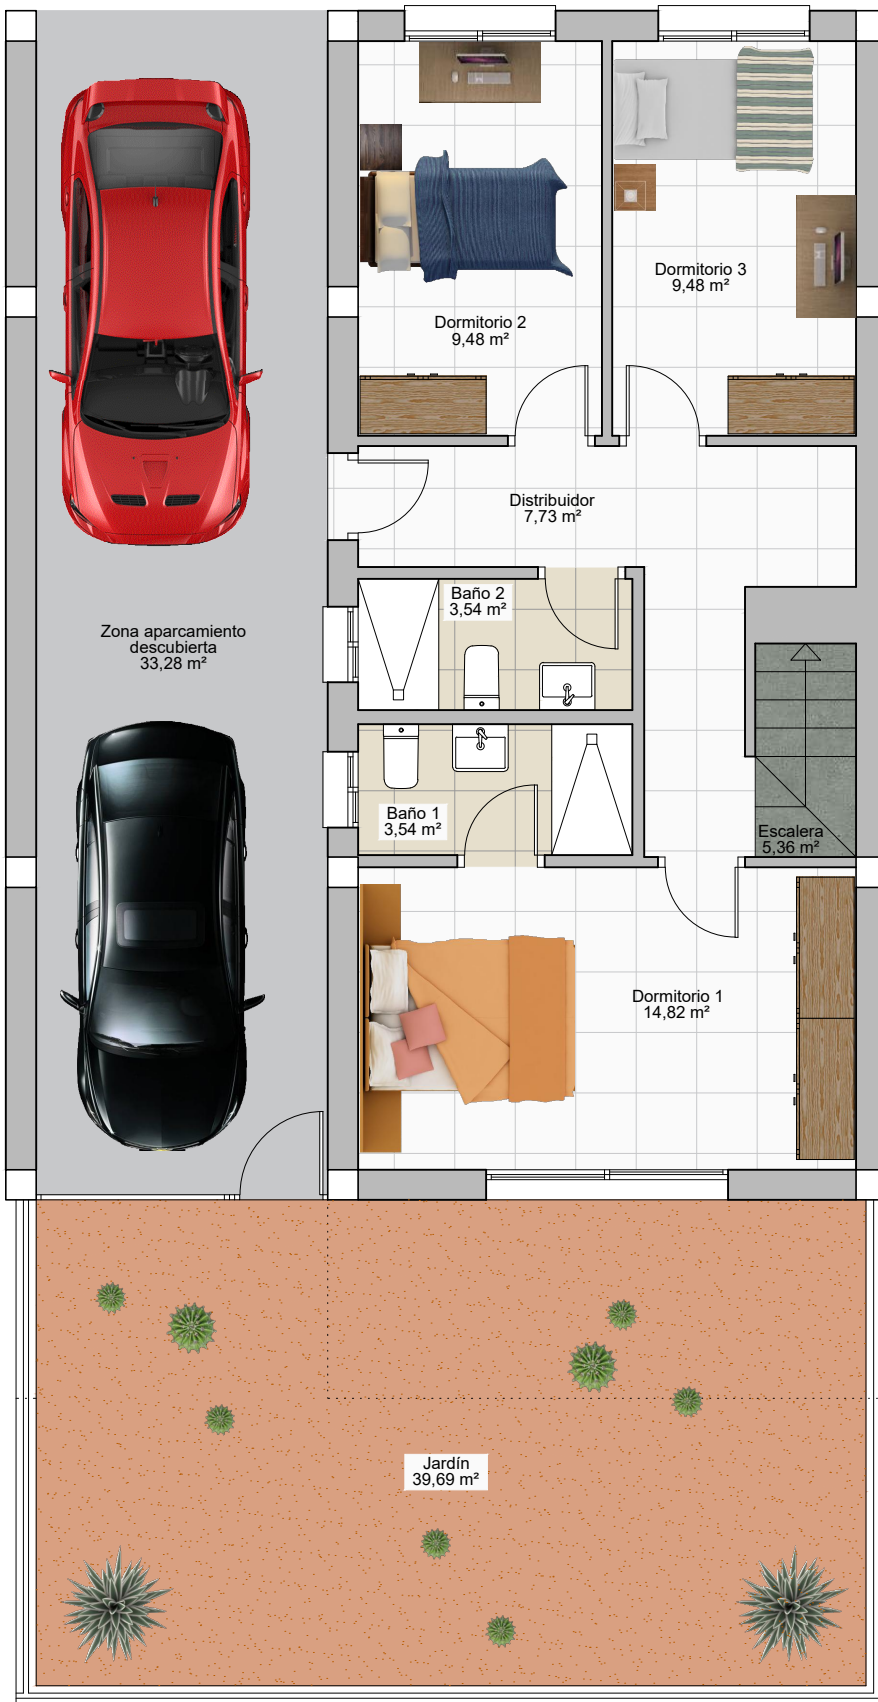 Dormitorio 3
9,48 m²
Dormitorio 2
9,48 m²
Distribuidor
7,73 m²
Baño 2
3,54 m²
Zona aparcamiento
descubierta
33,28 m²
Baño 1
3,54 m²
Escalera
5,36 m²
Dormitorio 1
14,82 m²
Jardín
39,69 m²